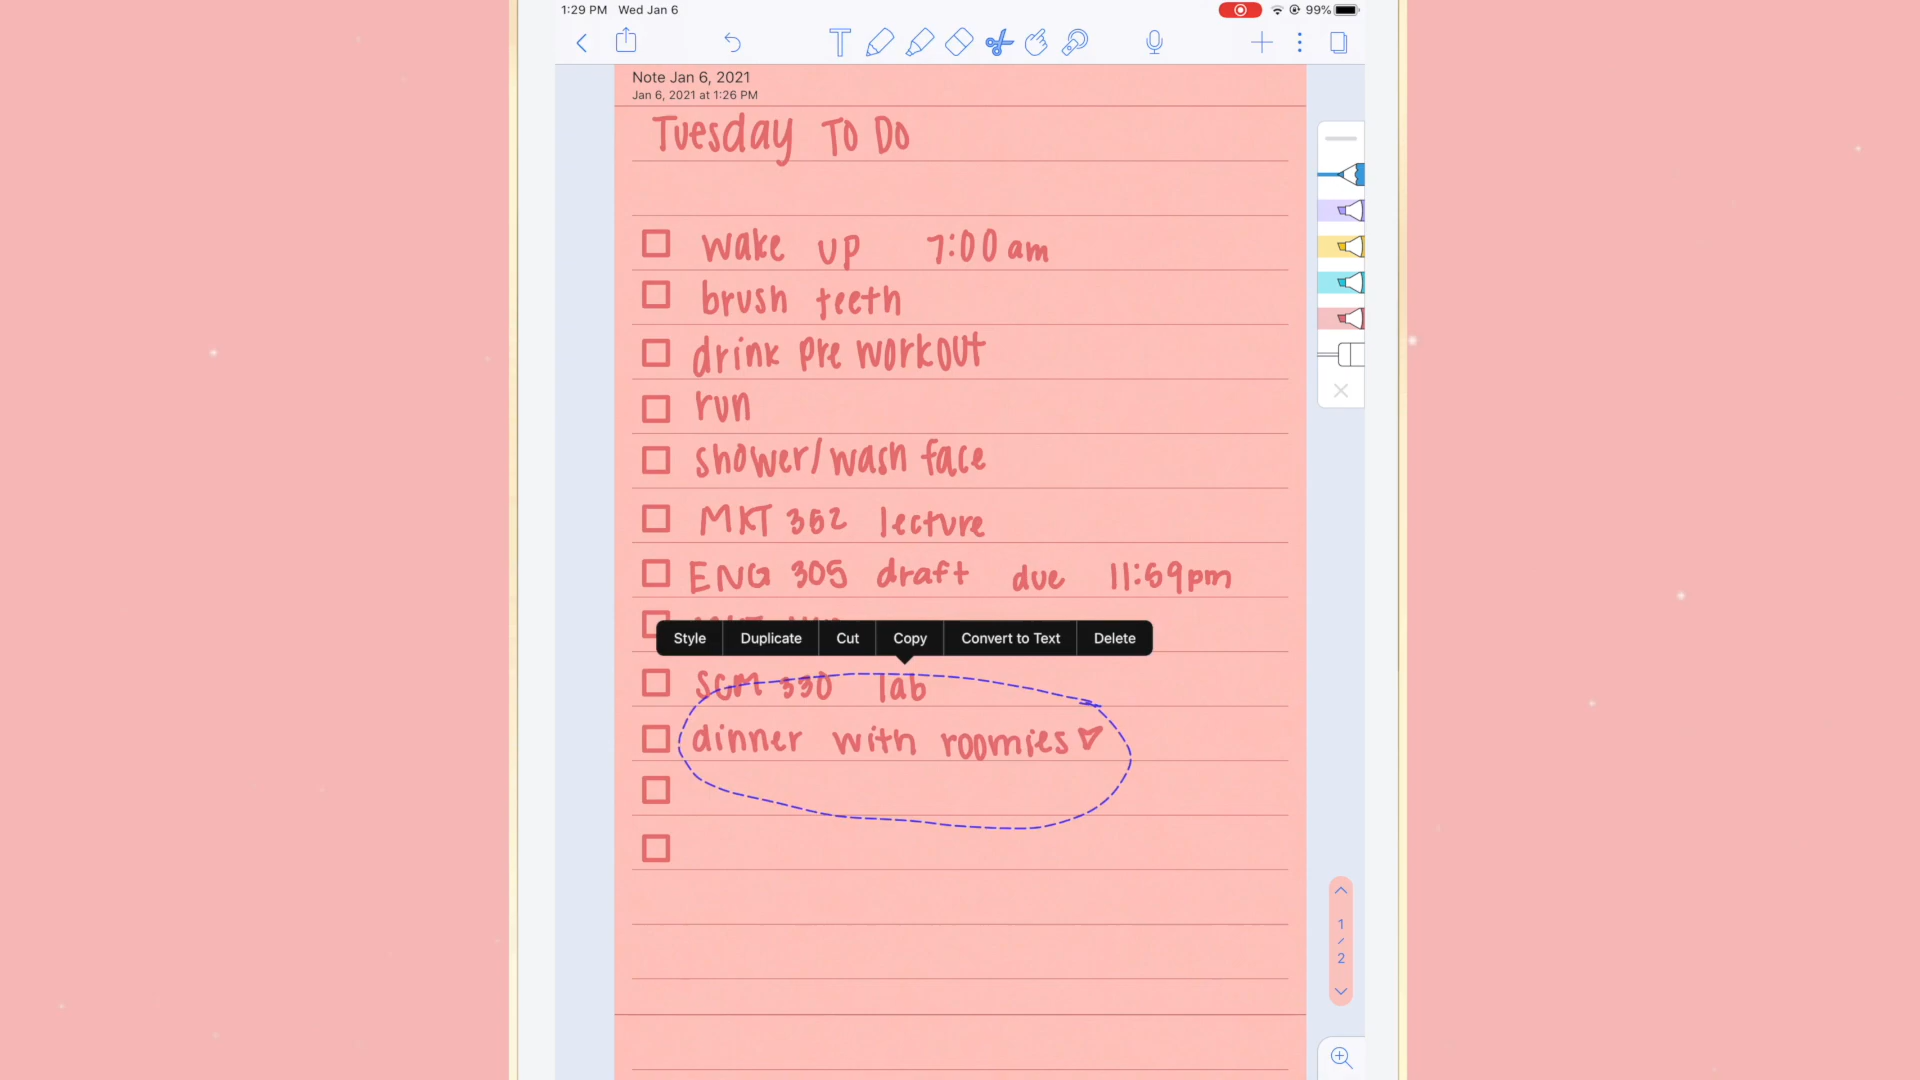 1:29 PM Wed Jan 6 99%
Note Jan 6, 2021
Jan 6, 2021 at 1:26 PM
Tuesday To Do
wake up 7:00 am
brush teeth
drink pre workout
run
shower/wash face
MKT 352 lecture
ENG 305 draft due 11:59pm
Style Duplicate Cut Copy Convert to Text Delete
SCM 330 lab
dinner with roomies
1
/
2